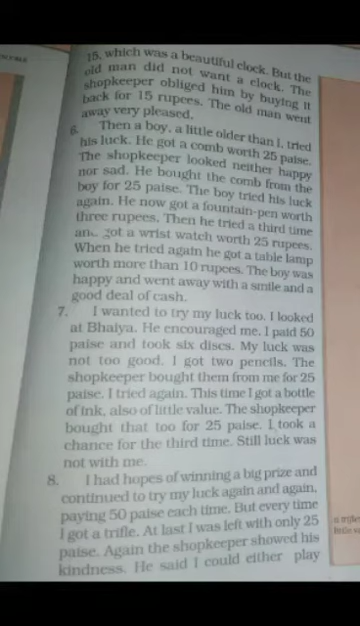 15, which was a beautiful clock. But the
old man did not want a clock. The
shopkeeper obliged him by buying it
back for 15 rupees. The old man went
away very pleased.
6. Then a boy, a little older than I, tried
his luck. He got a comb worth 25 paise.
The shopkeeper looked neither happy
nor sad. He bought the comb from the
boy for 25 paise. The boy tried his luck
again. He now got a fountain-pen worth
three rupees. Then he tried a third time
and got a wrist watch worth 25 rupees.
When he tried again he got a table lamp
worth more than 10 rupees. The boy was
happy and went away with a smile and a
good deal of cash.
7. I wanted to try my luck too. I looked
at Bhaiya. He encouraged me. I paid 50
paise and took six discs. My luck was
not too good. I got two pencils. The
shopkeeper bought them from me for 25
paise. I tried again. This time I got a bottle
of ink, also of little value. The shopkeeper
bought that too for 25 paise. I took a
chance for the third time. Still luck was
not with me.
8. I had hopes of winning a big prize and
continued to try my luck again and again,
paying 50 paise each time. But every time
I got a trifle. At last I was left with only 25
paise. Again the shopkeeper showed his
kindness. He said I could either play
a trifle
little